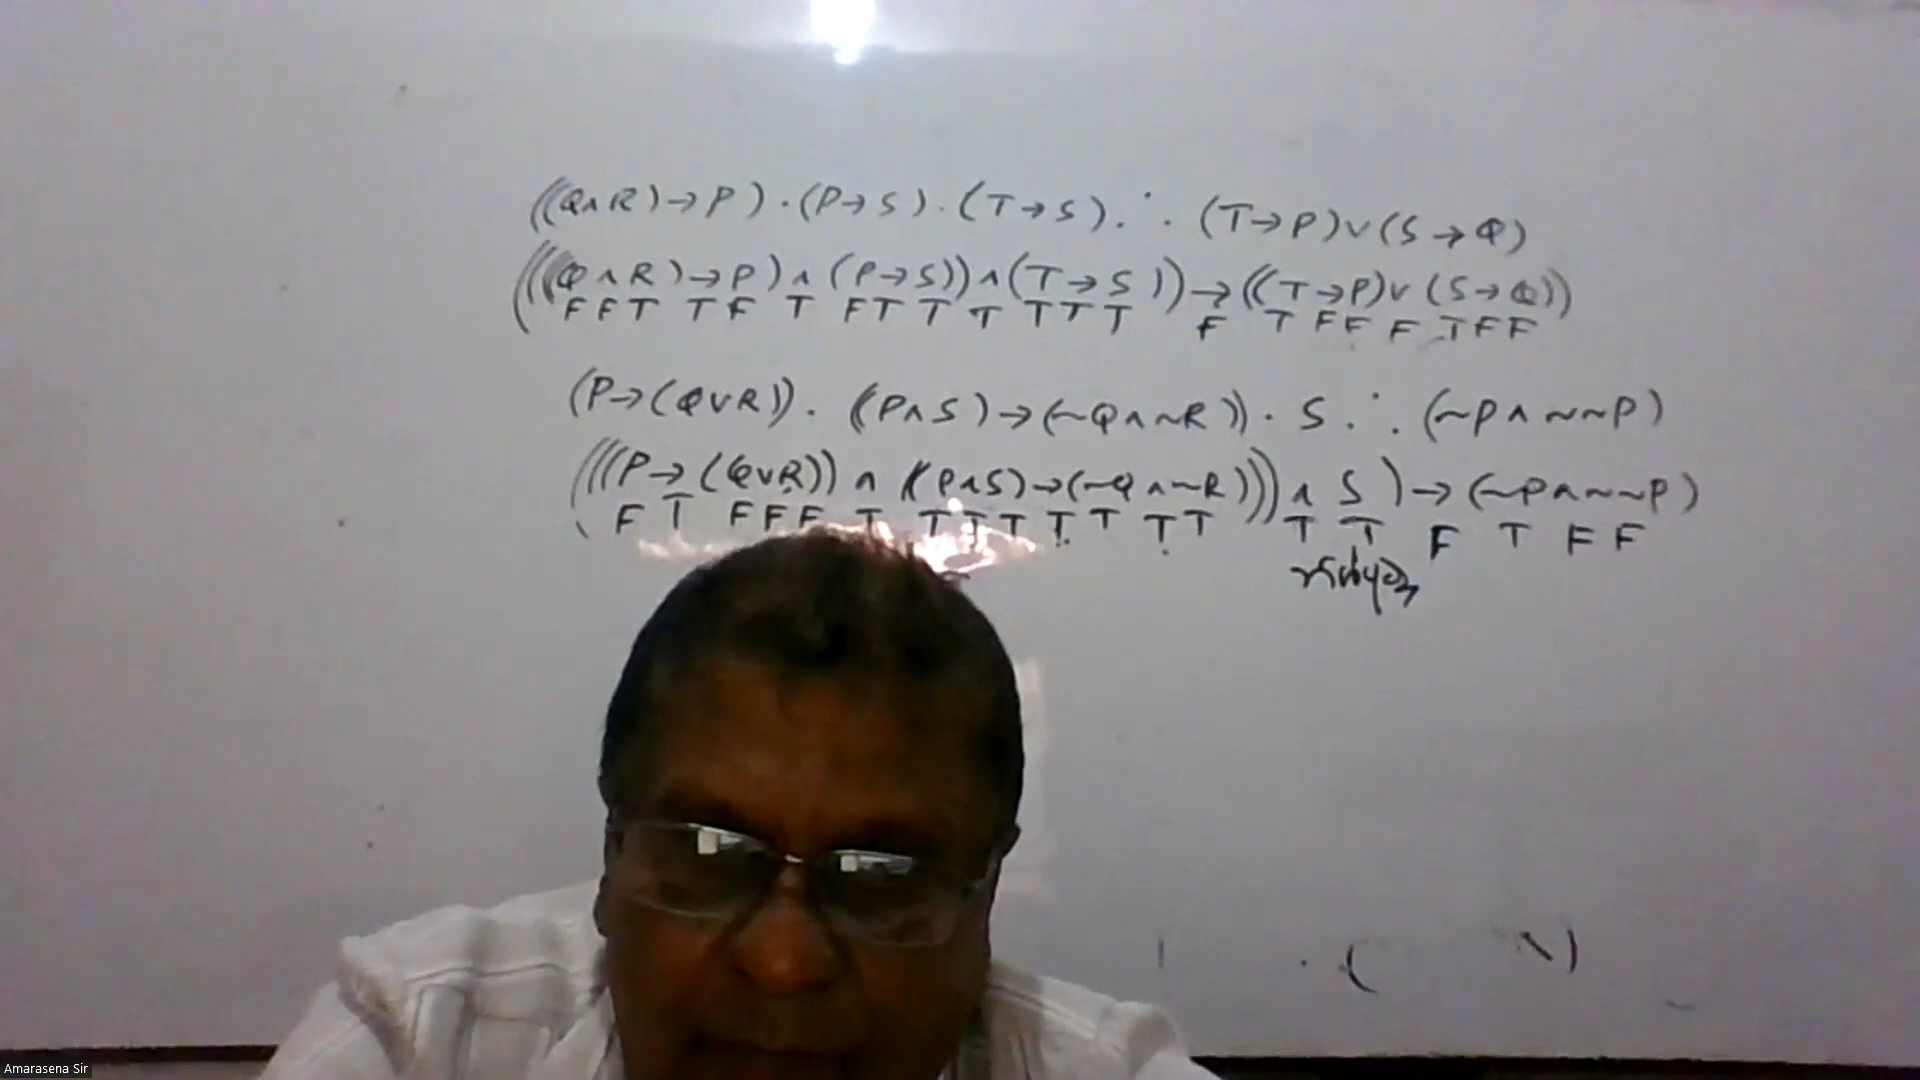 ((Q∧R)→P).(P→S).(T→S).∴.(T→P)∨(S→Q)
(((Q∧R)→P)∧(P→S))∧(T→S))→((T→P)∨(S→Q))
F F T T F T F T T T T T T F T F F F T F F
(P→(Q∨R)).((P∧S)→(~Q∧~R)).S.∴.(~P∧~~P)
(((P→(Q∨R))∧((P∧S)→(~Q∧~R)))∧S)→(~P∧~~P)
F T F F F T T T T T T T T T T F T F F
Amarasena Sir